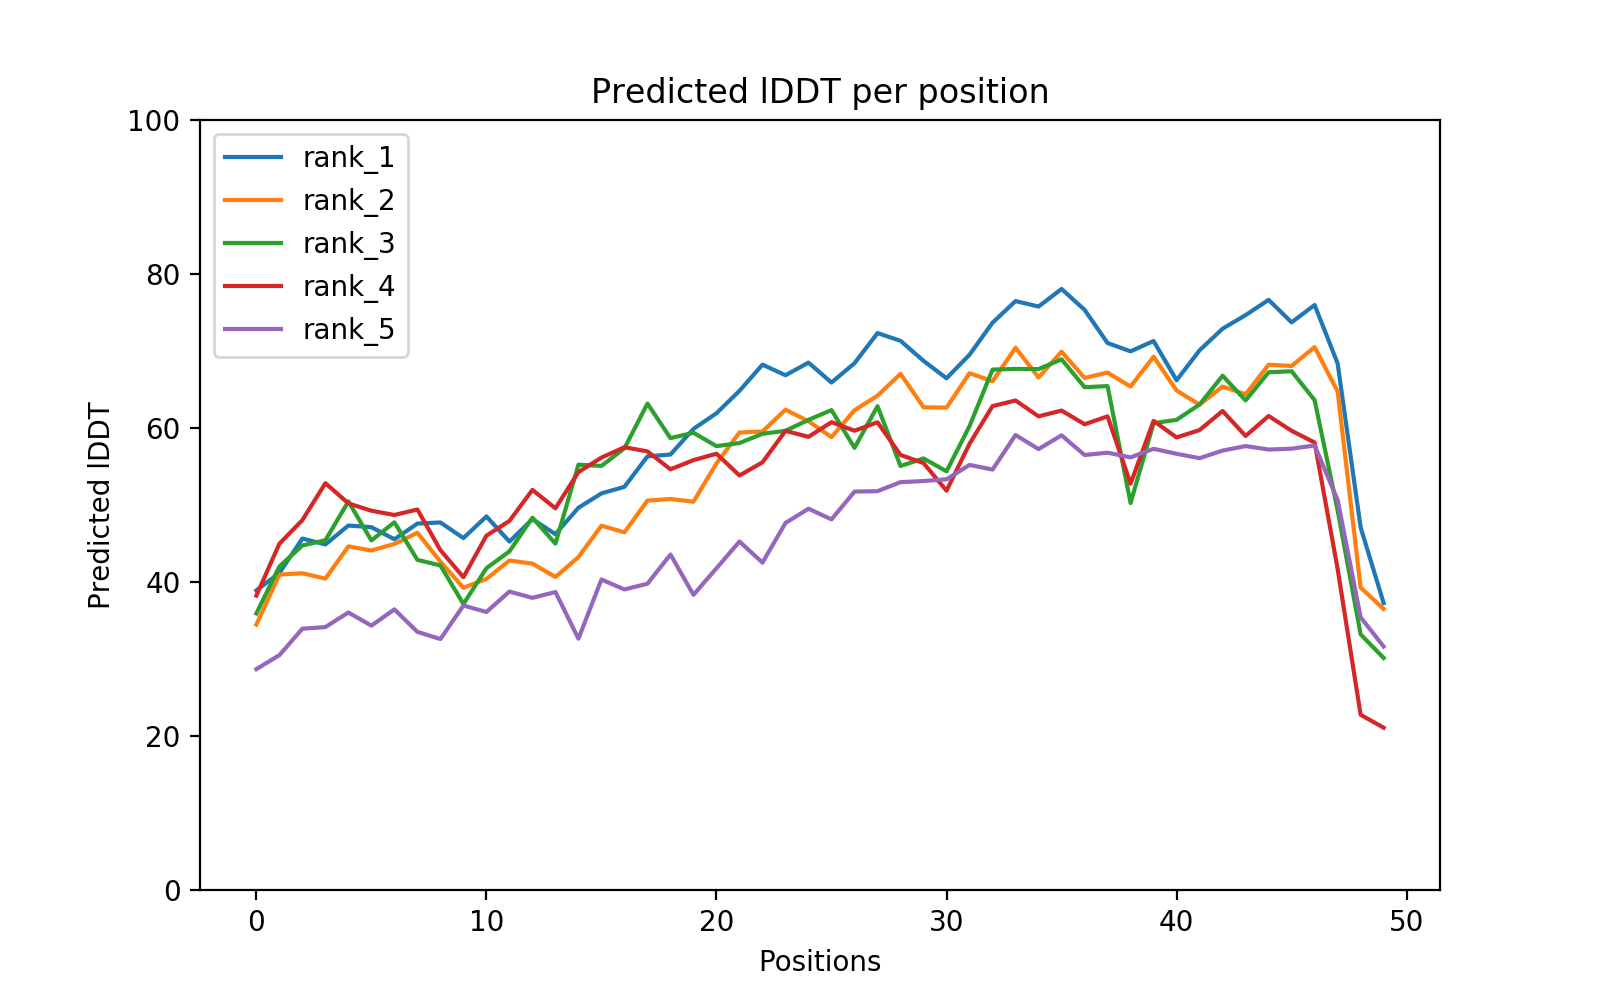 Predicted lDDT per position
100
80
60
40
20
0
Predicted lDDT
rank_1
rank_2
rank_3
rank_4
rank_5
0 10 20 30 40 50
Positions